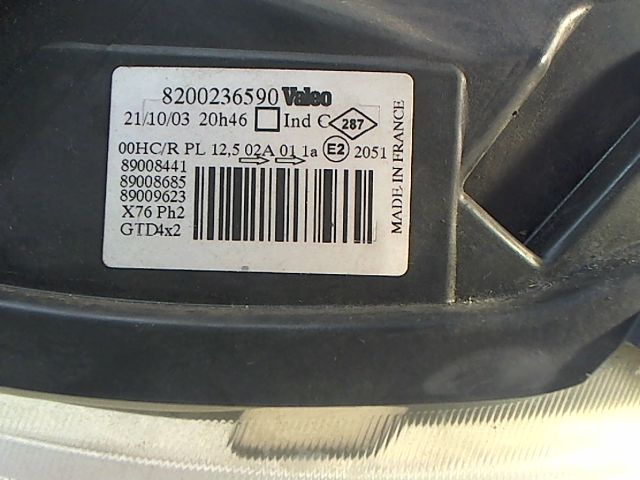 8200236590 Valeo
21/10/03 20h46 Ind C 287
00HC/R PL 12,5 02A 01 1a E2 2051
89008441
89008685
89009623
X76 Ph2
GTD4x2
MADE IN FRANCE